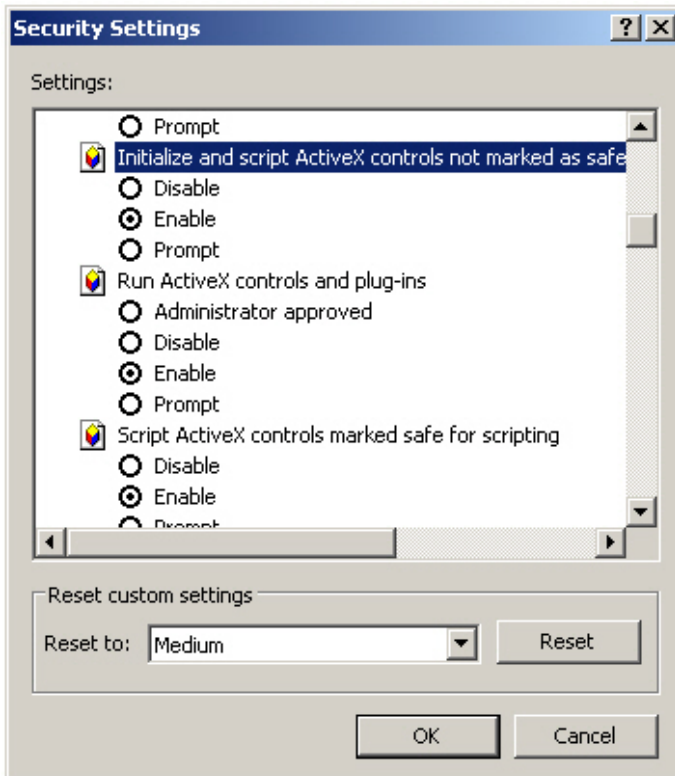 Security Settings
Settings:
Prompt
Initialize and script ActiveX controls not marked as safe
Disable
Enable
Prompt
Run ActiveX controls and plug-ins
Administrator approved
Disable
Enable
Prompt
Script ActiveX controls marked safe for scripting
Disable
Enable
Prompt
Reset custom settings
Reset to: Medium Reset
OK Cancel